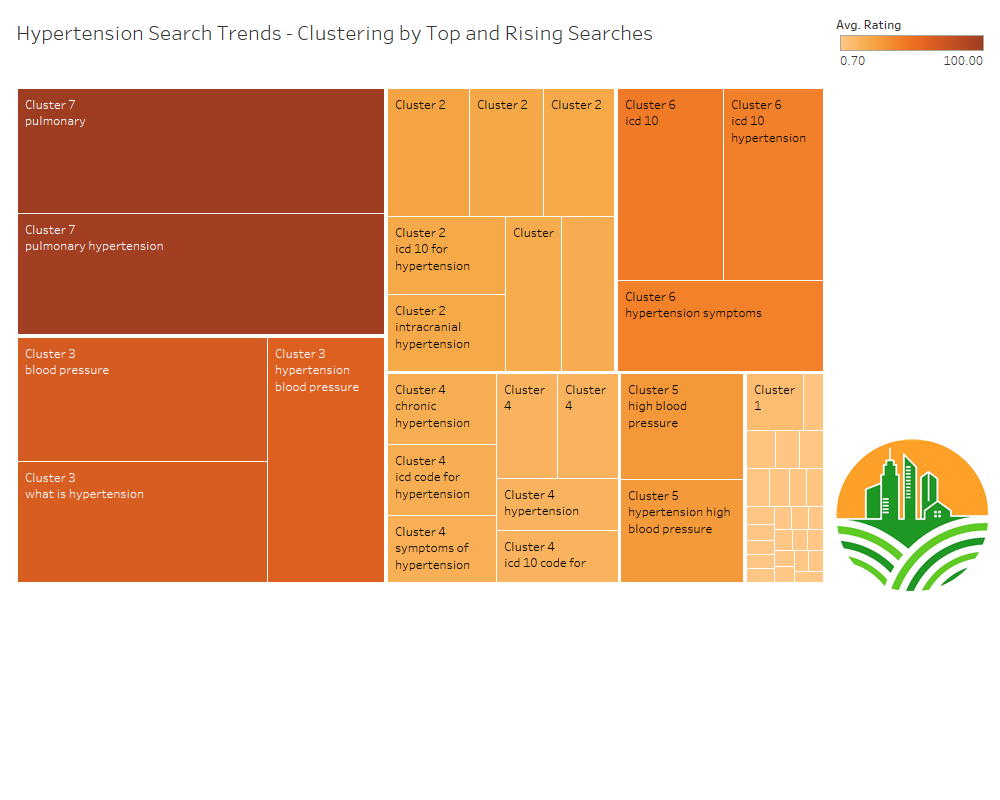 Hypertension Search Trends - Clustering by Top and Rising Searches
Avg. Rating
0.70 100.00
Cluster 7
pulmonary
Cluster 7
pulmonary hypertension
Cluster 3
blood pressure
Cluster 3
what is hypertension
Cluster 3
hypertension
blood pressure
Cluster 2
Cluster 2
Cluster 2
Cluster 2
icd 10 for
hypertension
Cluster 2
intracranial
hypertension
Cluster
Cluster 6
icd 10
Cluster 6
icd 10
hypertension
Cluster 6
hypertension symptoms
Cluster 4
chronic
hypertension
Cluster 4
icd code for
hypertension
Cluster 4
symptoms of
hypertension
Cluster
4
Cluster
4
Cluster 4
hypertension
Cluster 4
icd 10 code for
Cluster 5
high blood
pressure
Cluster 5
hypertension high
blood pressure
Cluster
1